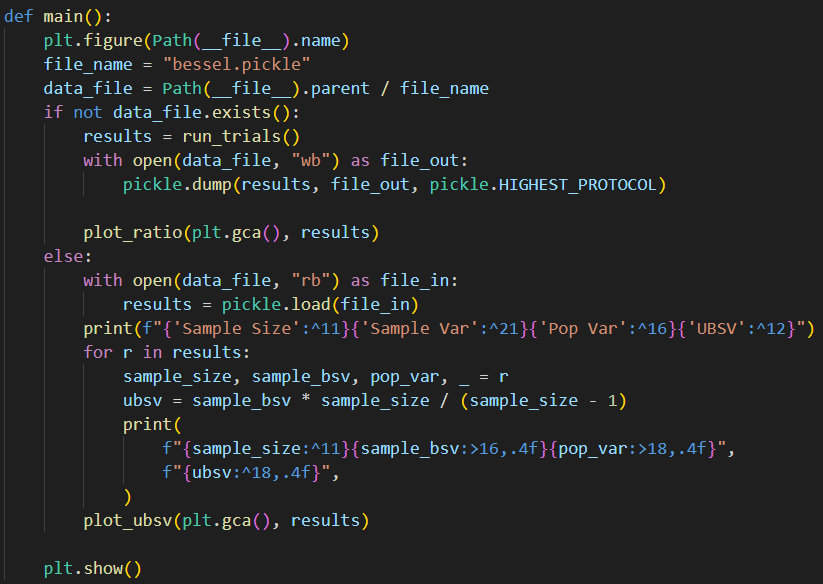 def main():
    plt.figure(Path(__file__).name)
    file_name = "bessel.pickle"
    data_file = Path(__file__).parent / file_name
    if not data_file.exists():
        results = run_trials()
        with open(data_file, "wb") as file_out:
            pickle.dump(results, file_out, pickle.HIGHEST_PROTOCOL)

        plot_ratio(plt.gca(), results)
    else:
        with open(data_file, "rb") as file_in:
            results = pickle.load(file_in)
        print(f"{'Sample Size':^11}{'Sample Var':^21}{'Pop Var':^16}{'UBSV':^12}")
        for r in results:
            sample_size, sample_bsv, pop_var, _ = r
            ubsv = sample_bsv * sample_size / (sample_size - 1)
            print(
                f"{sample_size:^11}{sample_bsv:>16,.4f}{pop_var:>18,.4f}",
                f"{ubsv:^18,.4f}",
            )
        plot_ubsv(plt.gca(), results)

    plt.show()